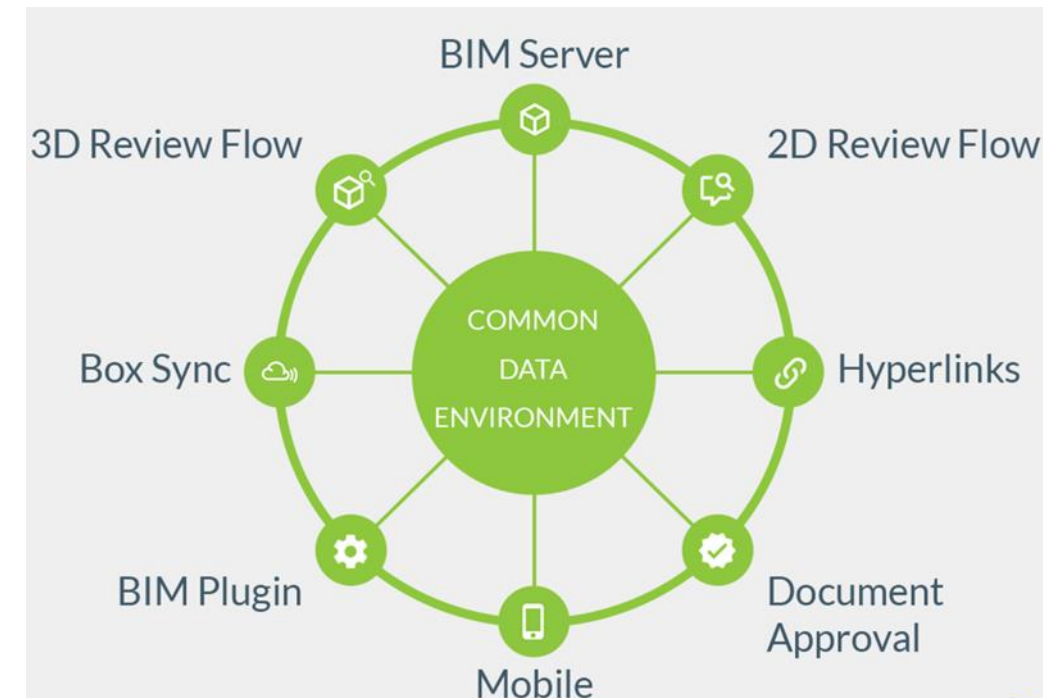 BIM Server
3D Review Flow
2D Review Flow
COMMON
DATA
ENVIRONMENT
Box Sync
Hyperlinks
BIM Plugin
Document
Approval
Mobile